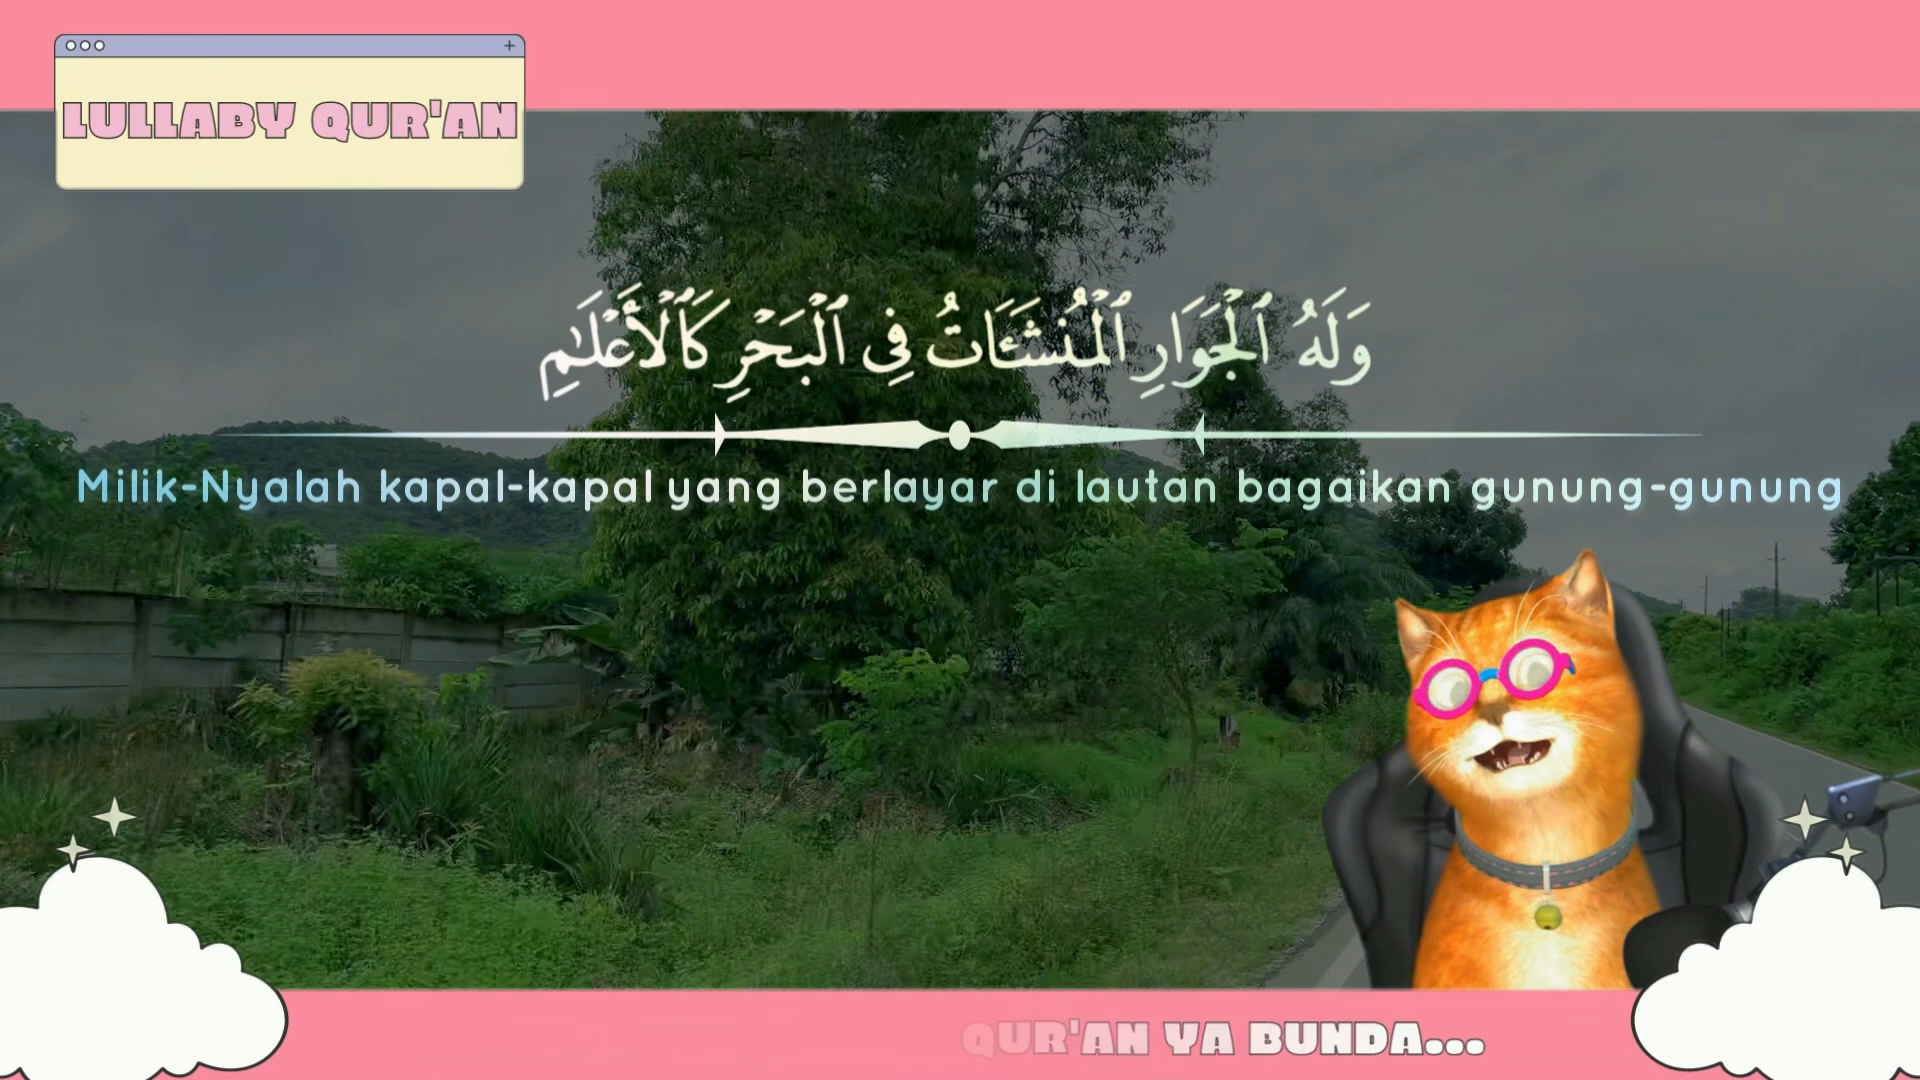 LULLABY QUR'AN
وَلَهُ ٱلْجَوَارِ ٱلْمُنشَـَٔاتُ فِى ٱلْبَحْرِ كَٱلْأَعْلَـٰمِ
Milik-Nyalah kapal-kapal yang berlayar di lautan bagaikan gunung-gunung
QUR'AN YA BUNDA...